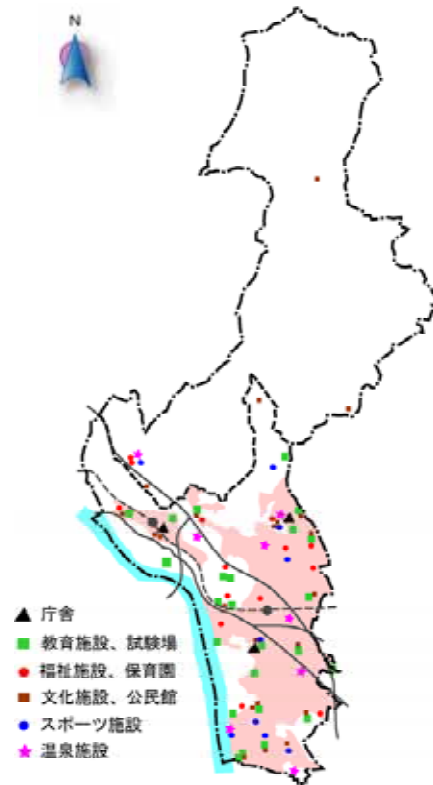 N
庁舎
教育施設、試験場
福祉施設、保育園
文化施設、公民館
スポーツ施設
温泉施設